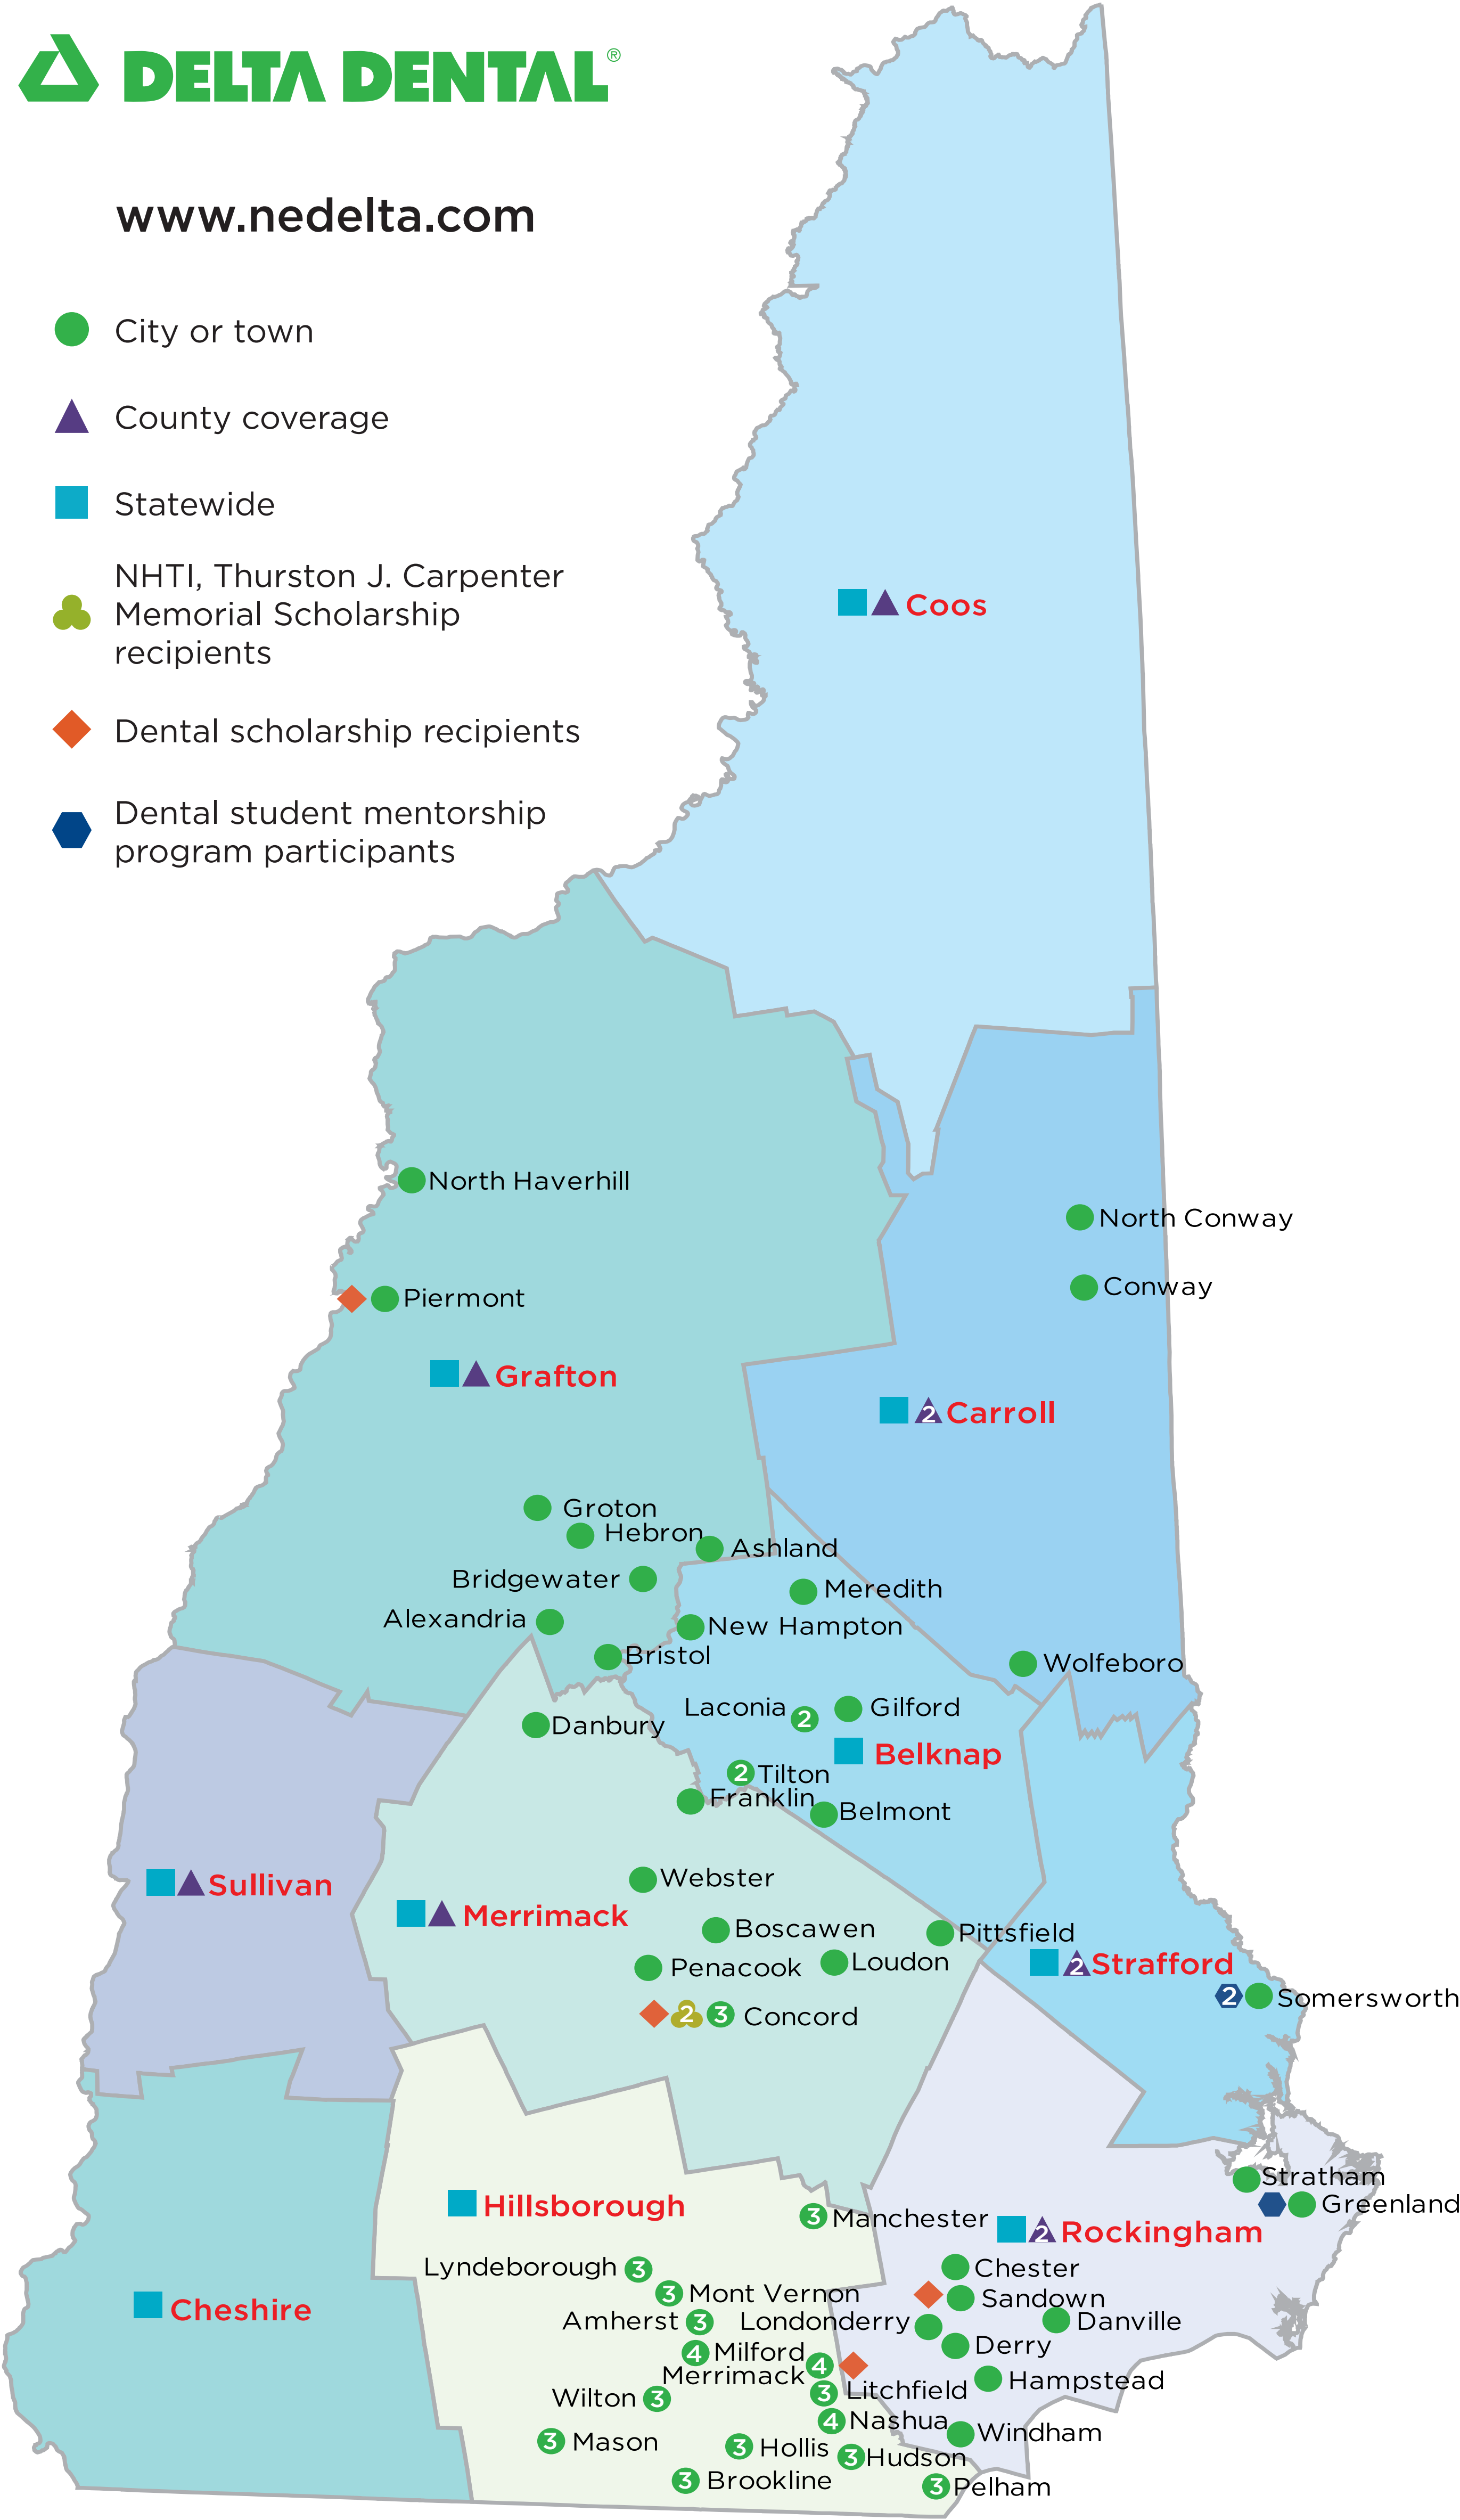 DELTA DENTAL®
www.nedelta.com
City or town
County coverage
Statewide
NHTI, Thurston J. Carpenter
Memorial Scholarship
recipients
Dental scholarship recipients
Dental student mentorship
program participants
Coos
North Haverhill
North Conway
Conway
Piermont
Grafton
2 Carroll
Groton
Hebron
Ashland
Bridgewater
Meredith
Alexandria
New Hampton
Bristol
Wolfeboro
Laconia 2
Gilford
Danbury
Belknap
2 Tilton
Franklin
Belmont
Webster
Sullivan
Merrimack
Boscawen
Pittsfield
Loudon
2 Strafford
Penacook
2 Somersworth
2 3 Concord
Stratham
Greenland
Hillsborough
3 Manchester
2 Rockingham
Lyndeborough 3
Chester
3 Mont Vernon
Sandown
Amherst 3
Londonderry
Danville
Derry
4 Milford
Merrimack 4
Hampstead
3 Litchfield
Wilton 3
4 Nashua
Windham
3 Mason
3 Hollis
3 Hudson
3 Brookline
3 Pelham
Cheshire